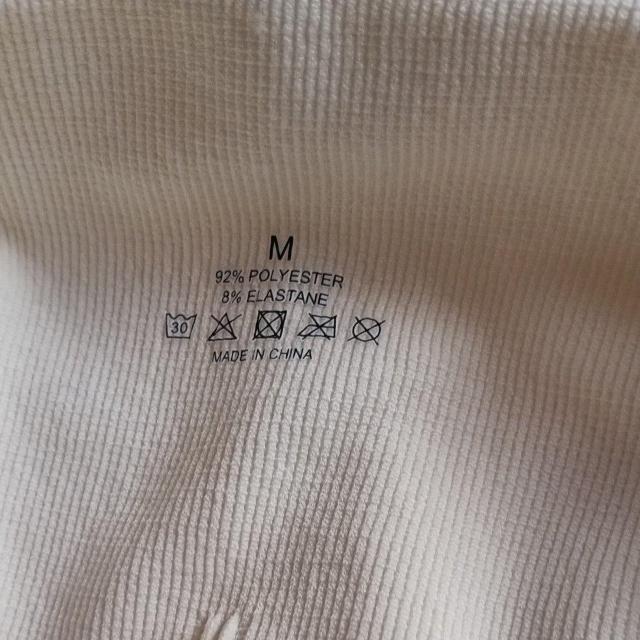 M
92% POLYESTER
8% ELASTANE
30
MADE IN CHINA